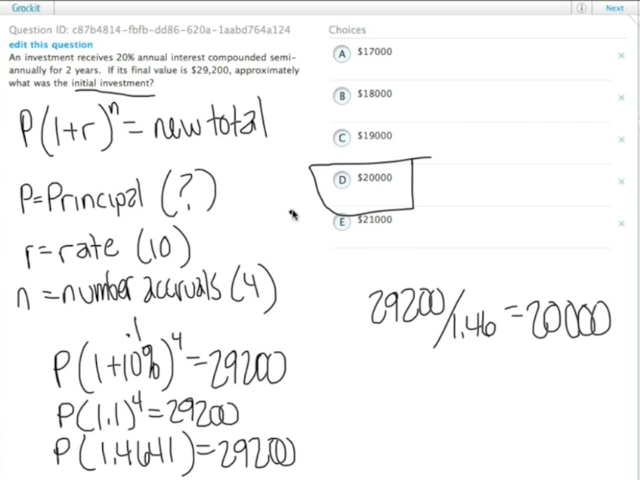 Grockit
Next
Question ID: c87b4814-fbfb-dd86-620a-1aabd764a124
edit this question
An investment receives 20% annual interest compounded semi-
annually for 2 years. If its final value is $29,200, approximately
what was the initial investment?
Choices
A $17000 ×
B $18000 ×
C $19000 ×
D $20000 ×
E $21000 ×
P(1+r)^n = new total
P=Principal (?)
r=rate (10)
n=number accruals (4)
.1
P(1+10%)^4=29200
P(1.1)^4=29200
P(1.4641)=29200
29200/1.46=20000